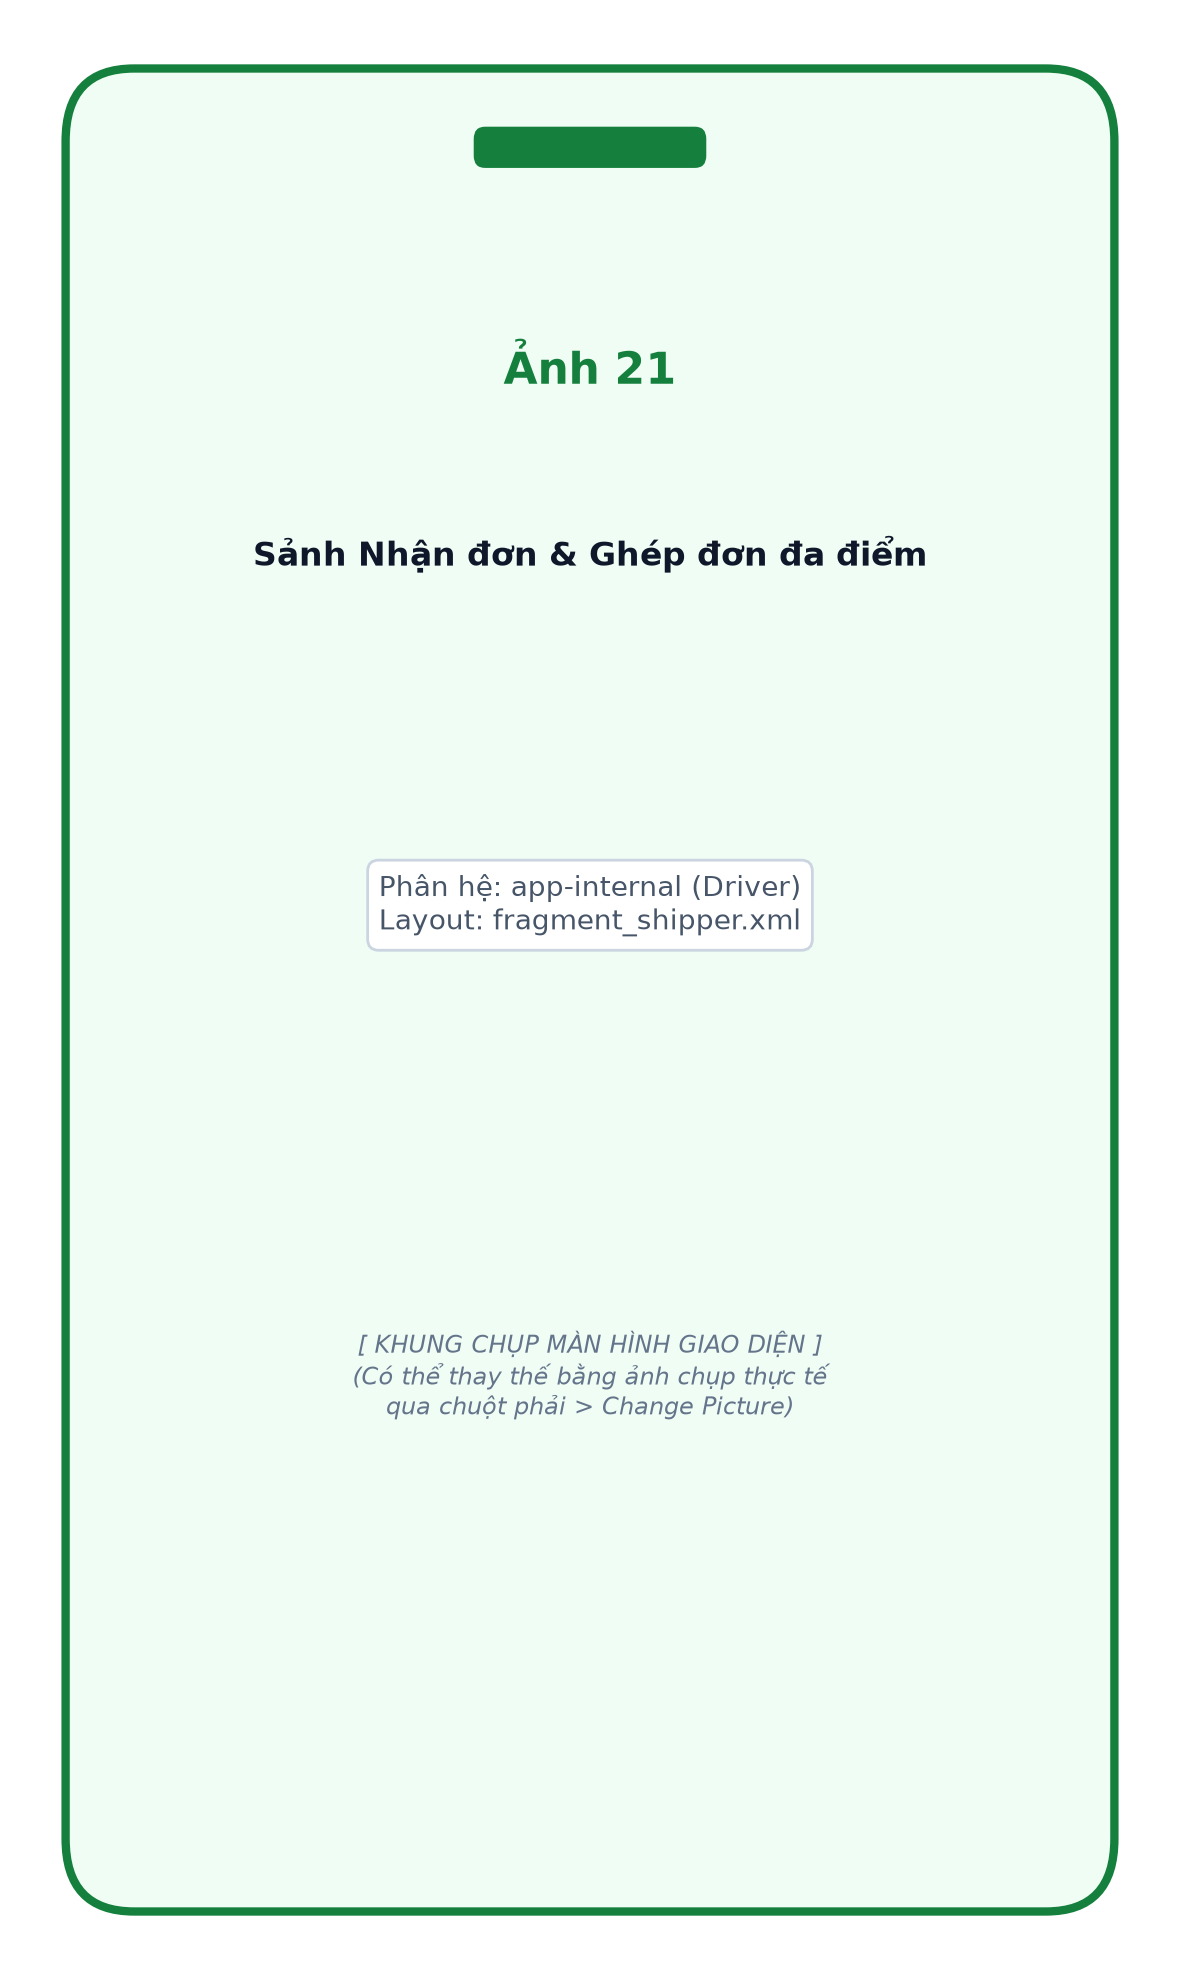 Ảnh 21
Sảnh Nhận đơn & Ghép đơn đa điểm
Phân hệ: app-internal (Driver)
Layout: fragment_shipper.xml
[ KHUNG CHỤP MÀN HÌNH GIAO DIỆN ]
(Có thể thay thế bằng ảnh chụp thực tế
qua chuột phải > Change Picture)